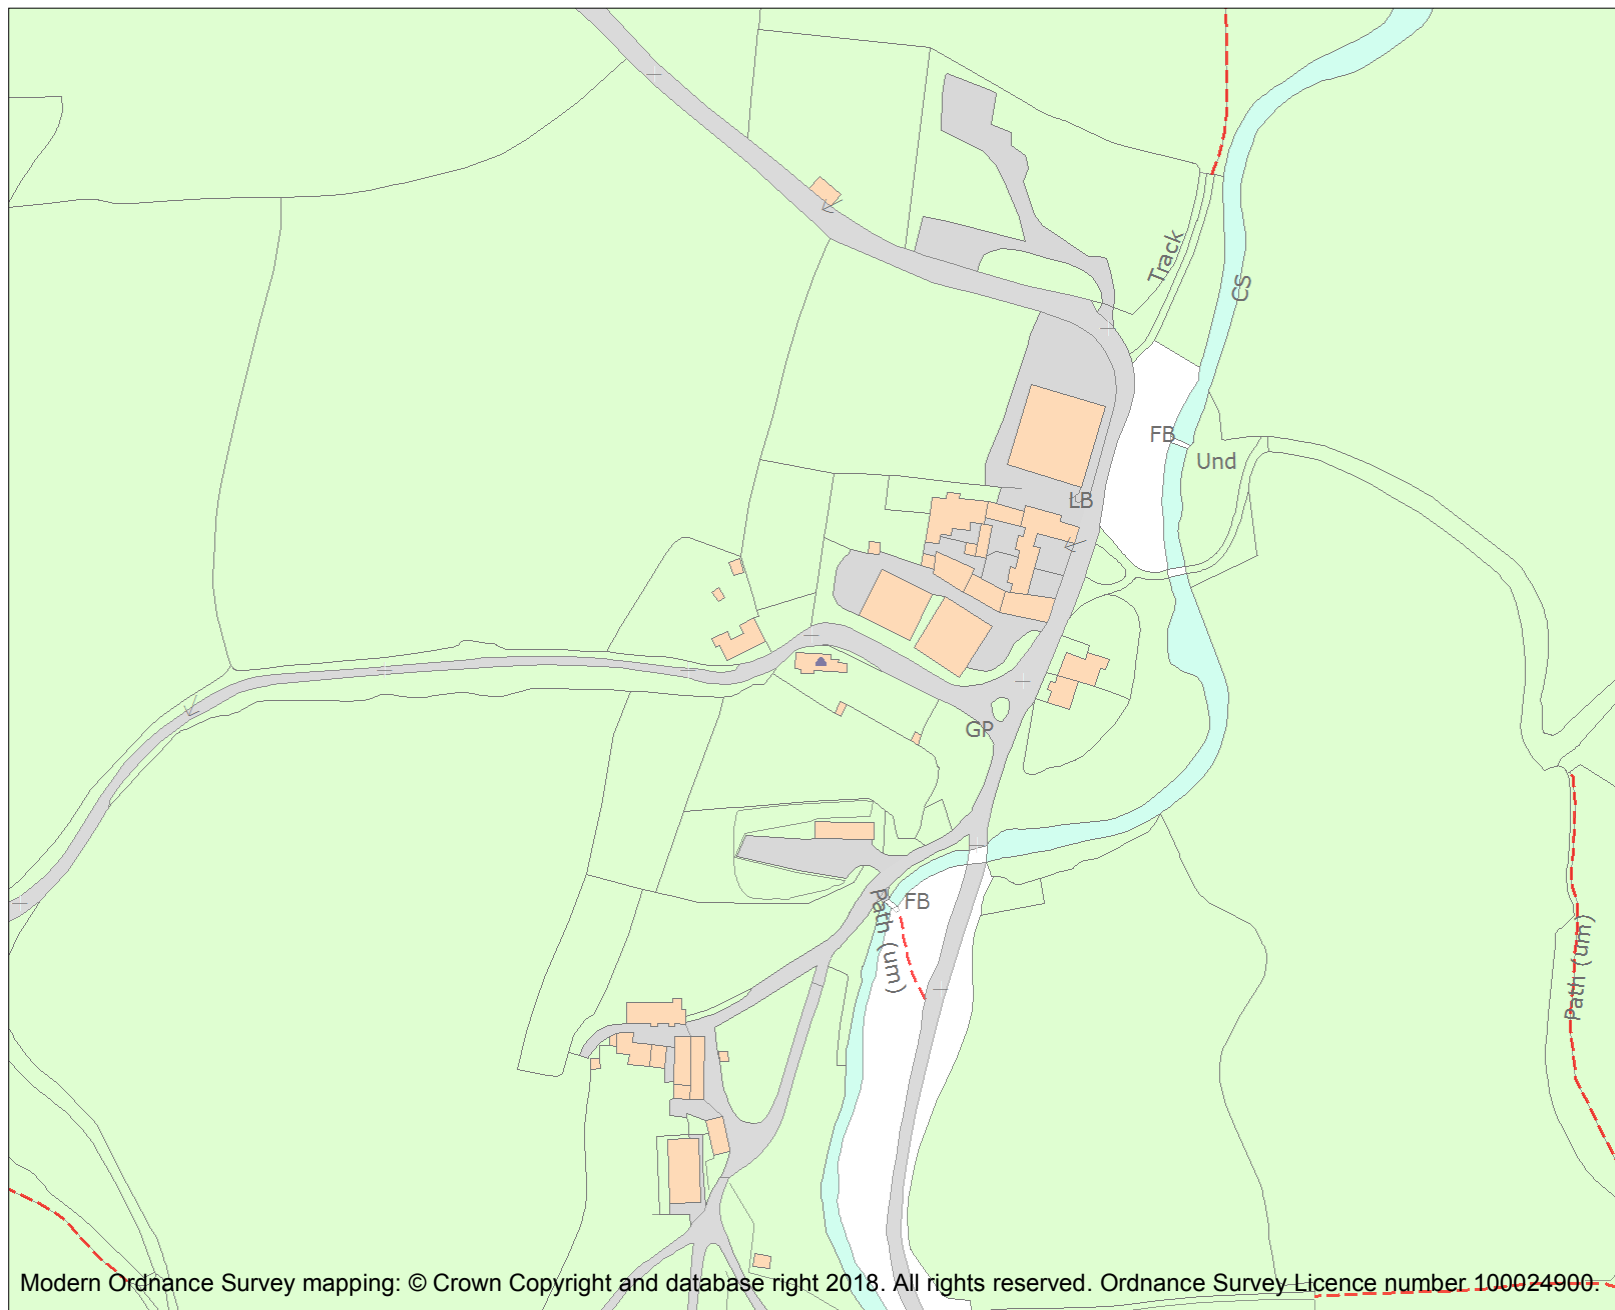 Track
CS
FB
Und
LB
GP
FB
Path (um)
Path (um)
Modern Ordnance Survey mapping: © Crown Copyright and database right 2018. All rights reserved. Ordnance Survey Licence number 100024900.